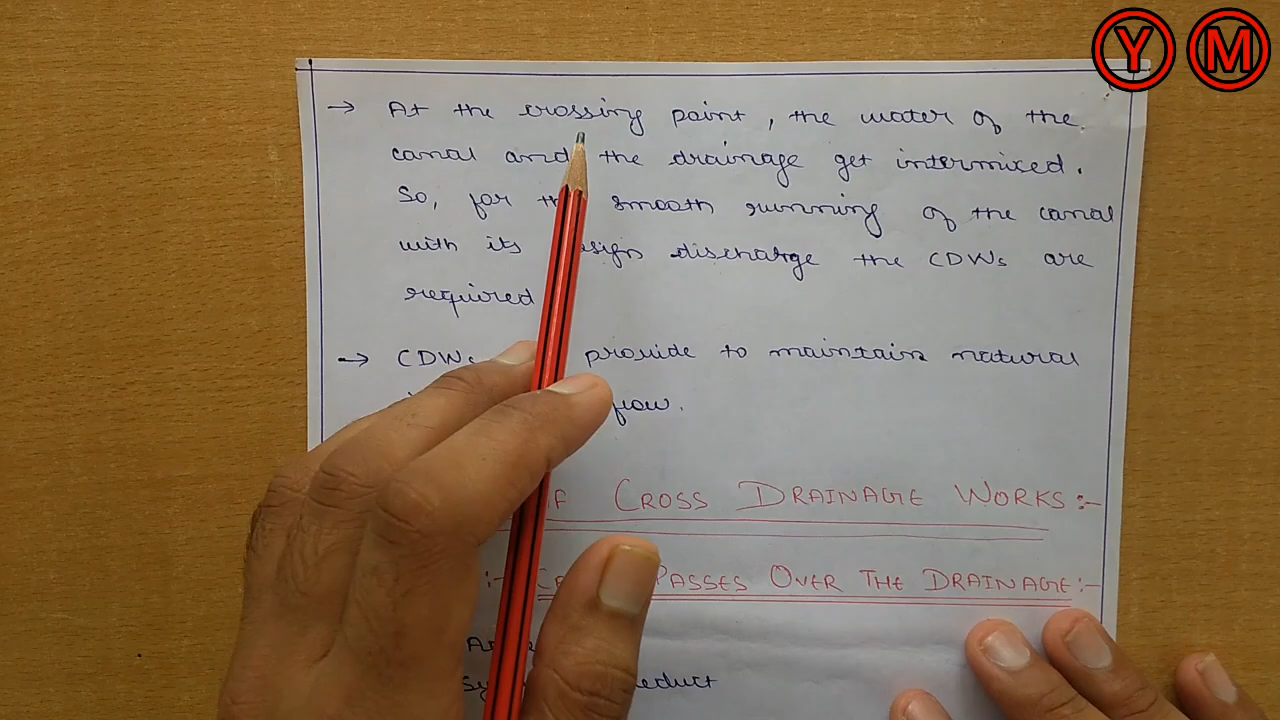 Y M
→ At the crossing point, the water of the
canal and the drainage get intermixed.
So, for smooth running of the canal
with its discharge the CDWs are
required
→ CDWs provide to maintain natural
flow.
CROSS DRAINAGE WORKS:-
PASSES OVER THE DRAINAGE:-